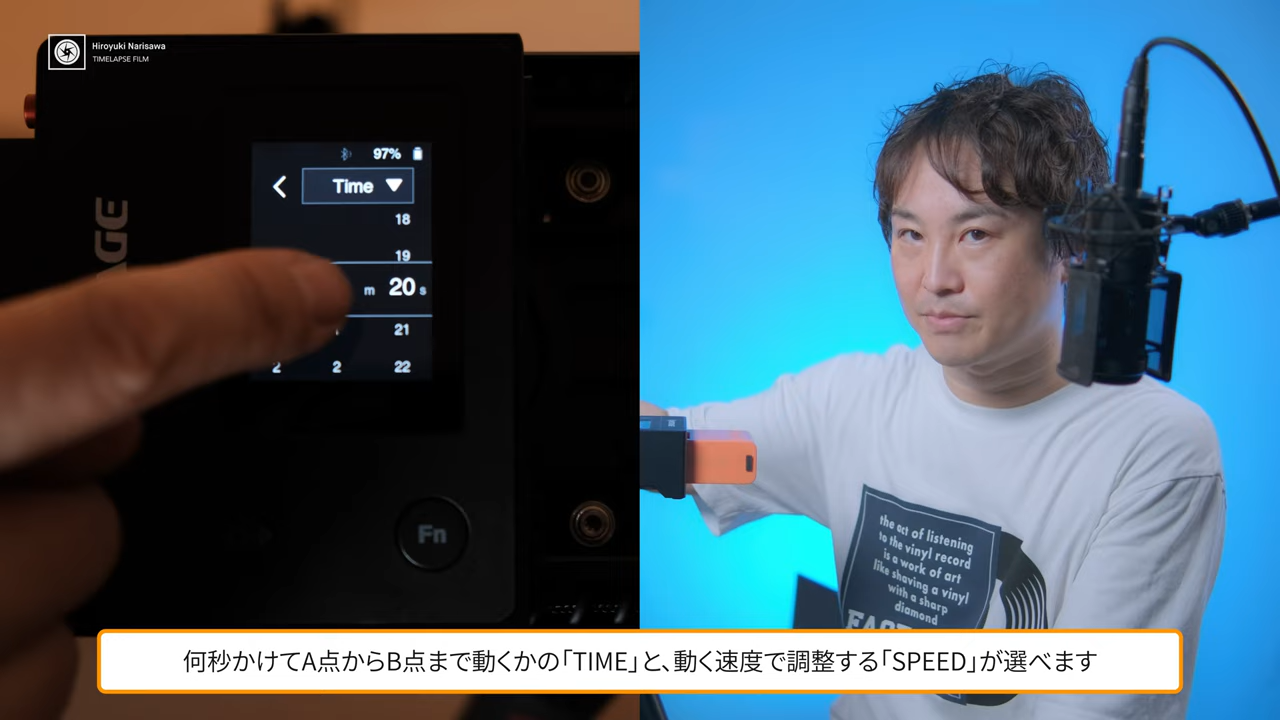 Hiroyuki Narisawa
TIMELAPSE FILM
97%
Time
18
19
m 20 s
21
2 2 22
AGE
Fn
the act of listening
to the vinyl record
is a work of art
like shaving a vinyl
with a sharp
diamond
何秒かけてA点からB点まで動くかの「TIME」と、動く速度で調整する「SPEED」が選べます